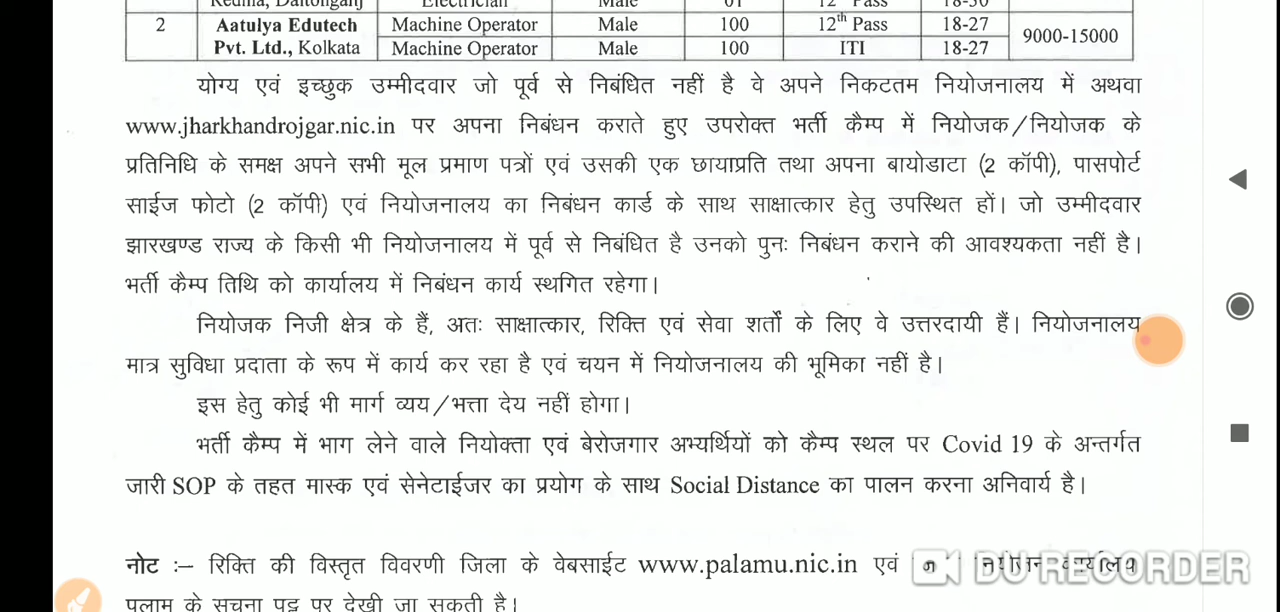 Redma, Daltonganj Electrician Male 01 12th Pass 18-30
2 Aatulya Edutech Pvt. Ltd., Kolkata Machine Operator Male 100 12th Pass 18-27 9000-15000
Machine Operator Male 100 ITI 18-27
योग्य एवं इच्छुक उम्मीदवार जो पूर्व से निबंधित नहीं है वे अपने निकटतम नियोजनालय में अथवा
www.jharkhandrojgar.nic.in पर अपना निबंधन कराते हुए उपरोक्त भर्ती कैम्प में नियोजक/नियोजक के
प्रतिनिधि के समक्ष अपने सभी मूल प्रमाण पत्रों एवं उसकी एक छायाप्रति तथा अपना बायोडाटा (2 कॉपी), पासपोर्ट
साईज फोटो (2 कॉपी) एवं नियोजनालय का निबंधन कार्ड के साथ साक्षात्कार हेतु उपस्थित हों। जो उम्मीदवार
झारखण्ड राज्य के किसी भी नियोजनालय में पूर्व से निबंधित है उनको पुनः निबंधन कराने की आवश्यकता नहीं है।
भर्ती कैम्प तिथि को कार्यालय में निबंधन कार्य स्थगित रहेगा।
नियोजक निजी क्षेत्र के हैं, अतः साक्षात्कार, रिक्ति एवं सेवा शर्तों के लिए वे उत्तरदायी हैं। नियोजनालय
मात्र सुविधा प्रदाता के रूप में कार्य कर रहा है एवं चयन में नियोजनालय की भूमिका नहीं है।
इस हेतु कोई भी मार्ग व्यय/भत्ता देय नहीं होगा।
भर्ती कैम्प में भाग लेने वाले नियोक्ता एवं बेरोजगार अभ्यर्थियों को कैम्प स्थल पर Covid 19 के अन्तर्गत
जारी SOP के तहत मास्क एवं सेनेटाईजर का प्रयोग के साथ Social Distance का पालन करना अनिवार्य है।
नोट :– रिक्ति की विस्तृत विवरणी जिला के वेबसाईट www.palamu.nic.in एवं नियोजन कार्यालय
DU RECORDER
पलामू के सूचना पट्ट पर देखी जा सकती है।